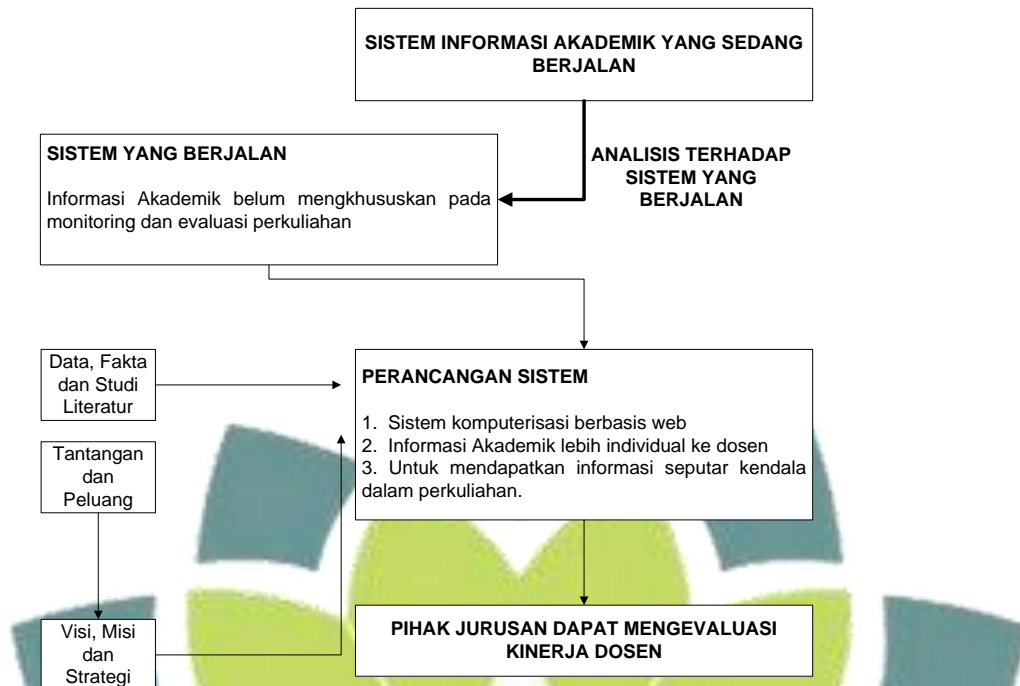 SISTEM INFORMASI AKADEMIK YANG SEDANG
BERJALAN
SISTEM YANG BERJALAN
Informasi Akademik belum mengkhususkan pada
monitoring dan evaluasi perkuliahan
ANALISIS TERHADAP
SISTEM YANG
BERJALAN
Data, Fakta
dan Studi
Literatur
PERANCANGAN SISTEM
1. Sistem komputerisasi berbasis web
2. Informasi Akademik lebih individual ke dosen
3. Untuk mendapatkan informasi seputar kendala
dalam perkuliahan.
Tantangan
dan
Peluang
Visi, Misi
dan
Strategi
PIHAK JURUSAN DAPAT MENGEVALUASI
KINERJA DOSEN